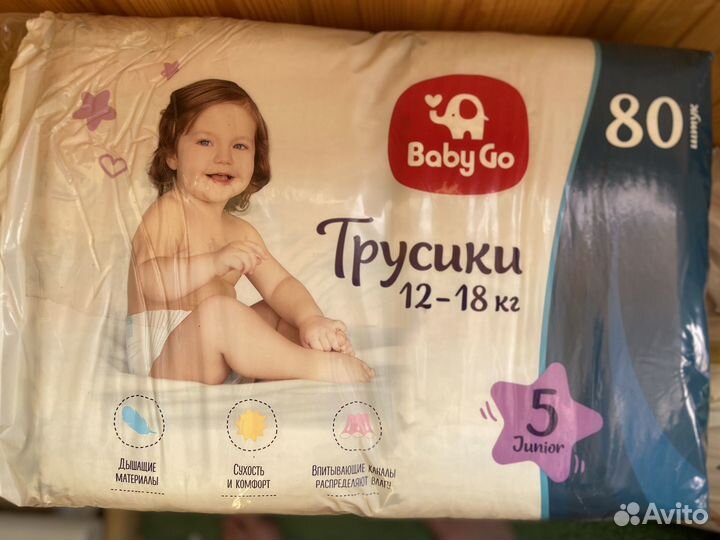 Baby Go
80
штук
Трусики
12-18 кг
5
Junior
Дышащие
материалы
Сухость
и комфорт
Впитывающие каналы
распределяют влагу
Avito